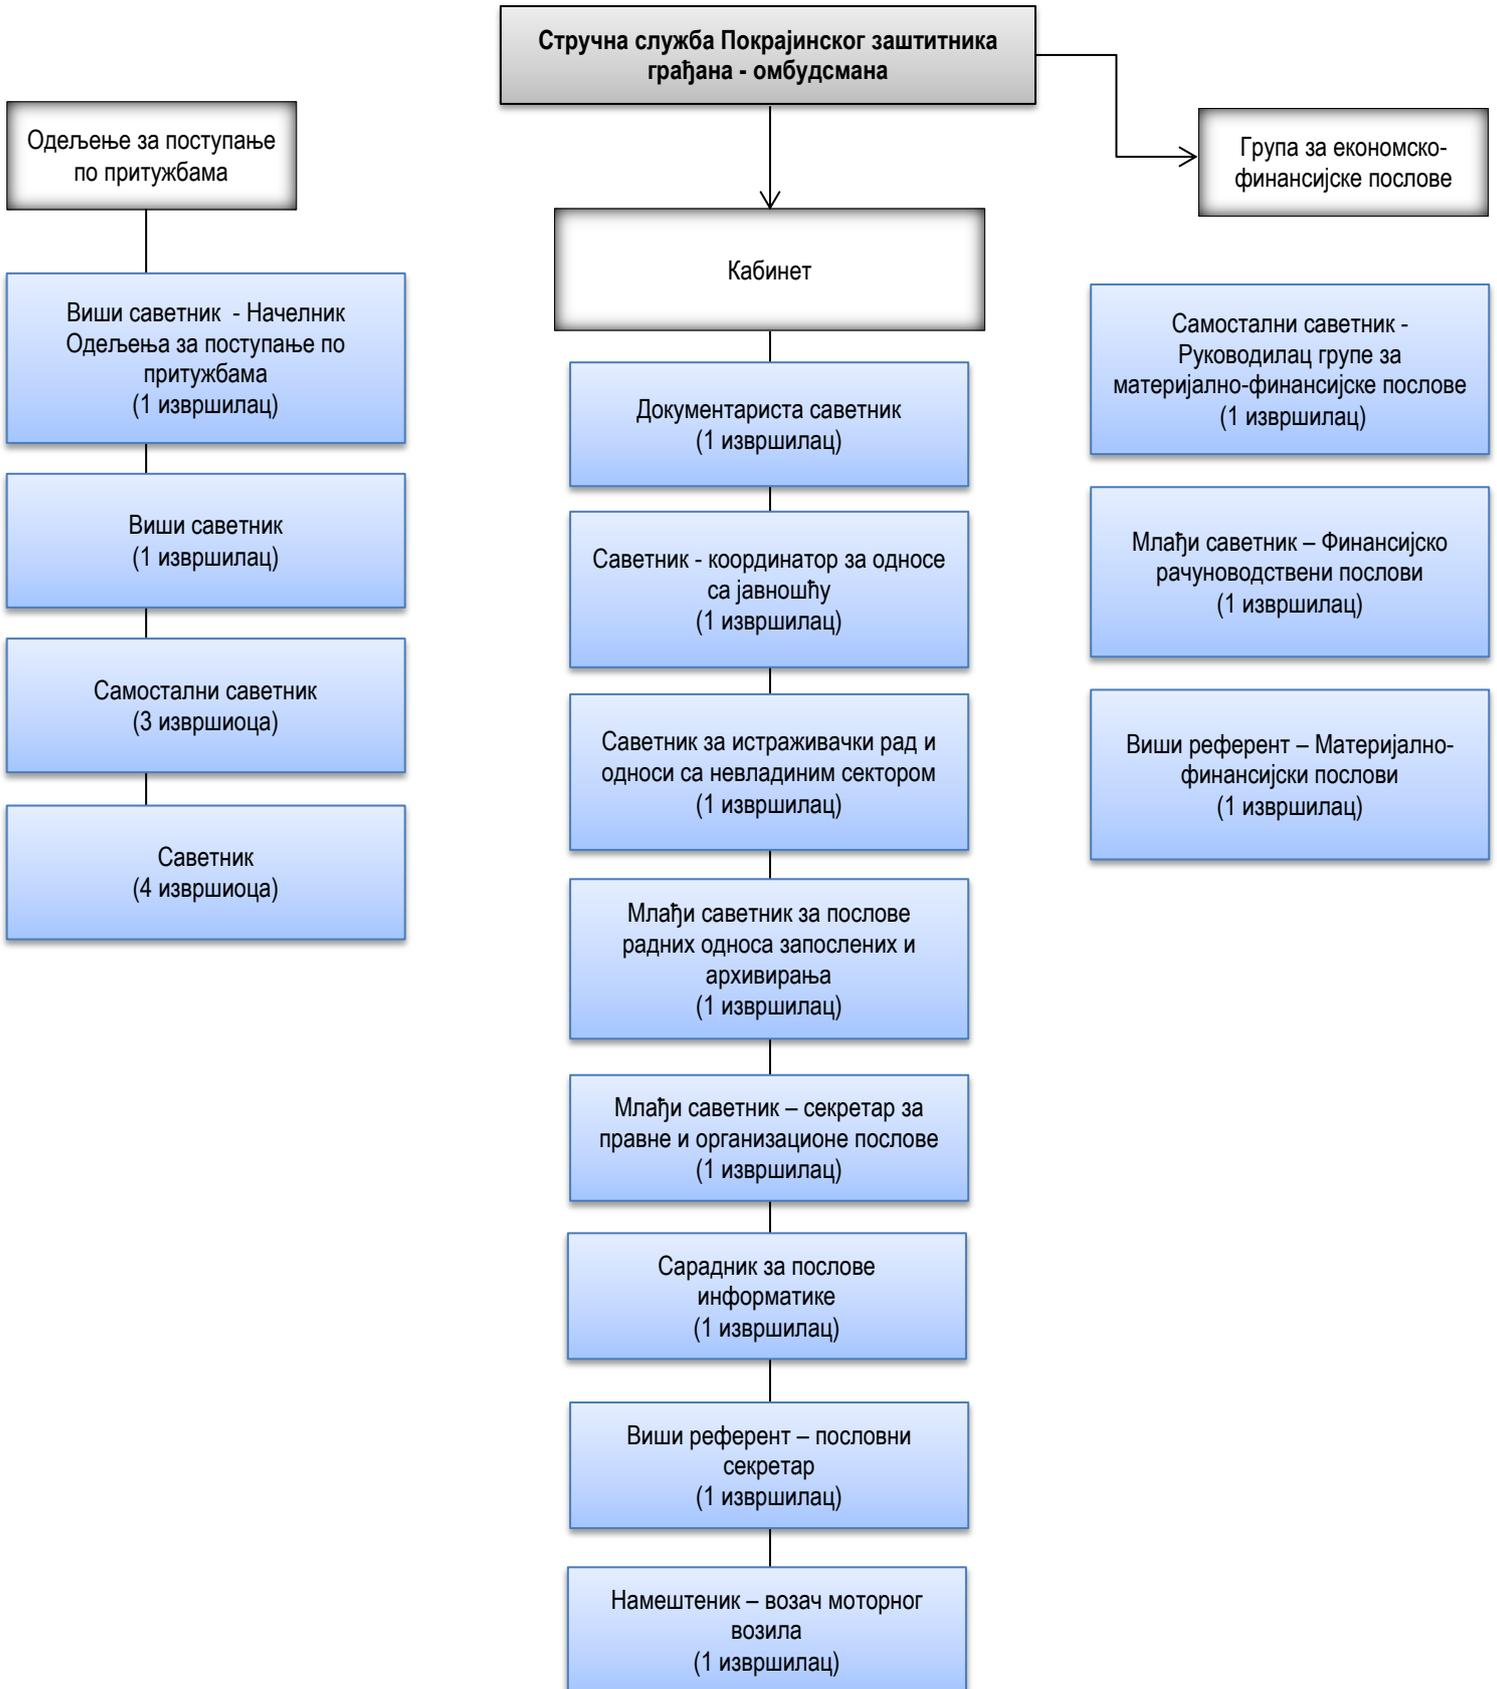 Стручна служба Покрајинског заштитника
грађана - омбудсмана
Одељење за поступање
по притужбама
Виши саветник  - Начелник
Одељења за поступање по
притужбама
(1 извршилац)
Виши саветник
(1 извршилац)
Самостални саветник
(3 извршиоца)
Саветник
(4 извршиоца)
Кабинет
Документариста саветник
(1 извршилац)
Саветник - координатор за односе
са јавношћу
(1 извршилац)
Саветник за истраживачки рад и
односи са невладиним сектором
(1 извршилац)
Млађи саветник за послове
радних односа запослених и
архивирања
(1 извршилац)
Млађи саветник – секретар за
правне и организационе послове
(1 извршилац)
Сарадник за послове
информатике
(1 извршилац)
Виши референт – пословни
секретар
(1 извршилац)
Намештеник – возач моторног
возила
(1 извршилац)
Група за економско-
финансијске послове
Самостални саветник -
Руководилац групе за
материјално-финансијске послове
(1 извршилац)
Млађи саветник – Финансијско
рачуноводствени послови
(1 извршилац)
Виши референт – Материјално-
финансијски послови
(1 извршилац)